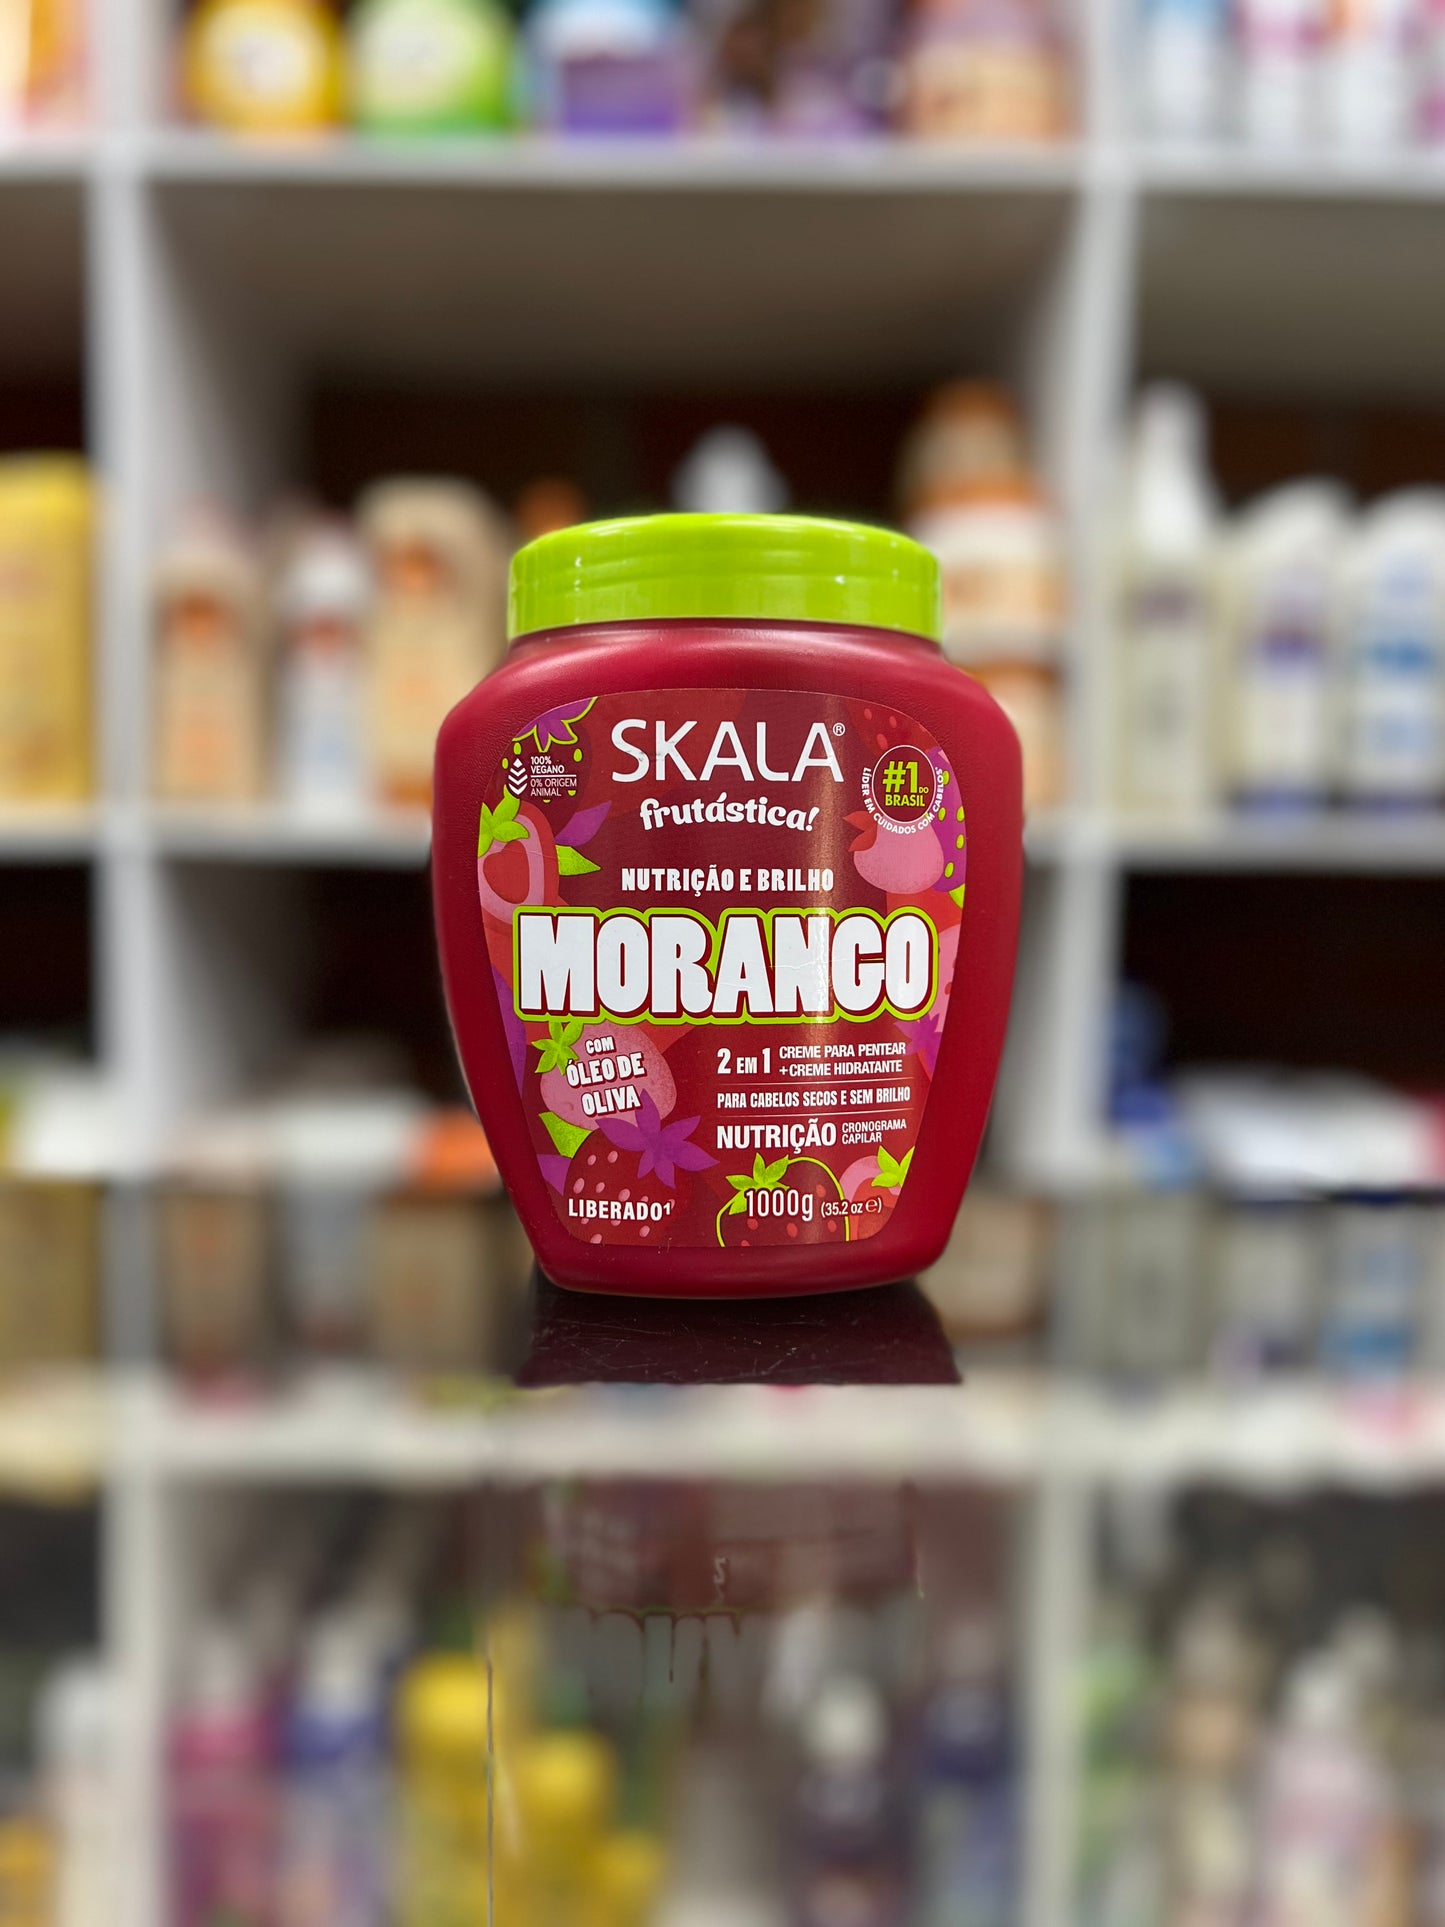 SKALA®
frutástica!
100%
VEGANO
0% ORIGEM
ANIMAL
#1 DO
BRASIL
LÍDER EM CUIDADOS COM CABELOS*
NUTRIÇÃO E BRILHO
MORANGO
COM
ÓLEO DE
OLIVA
2 EM 1 CREME PARA PENTEAR
+CREME HIDRATANTE
PARA CABELOS SECOS E SEM BRILHO
NUTRIÇÃO CRONOGRAMA
CAPILAR
LIBERADO¹
1000g (35.2 oz ℮)